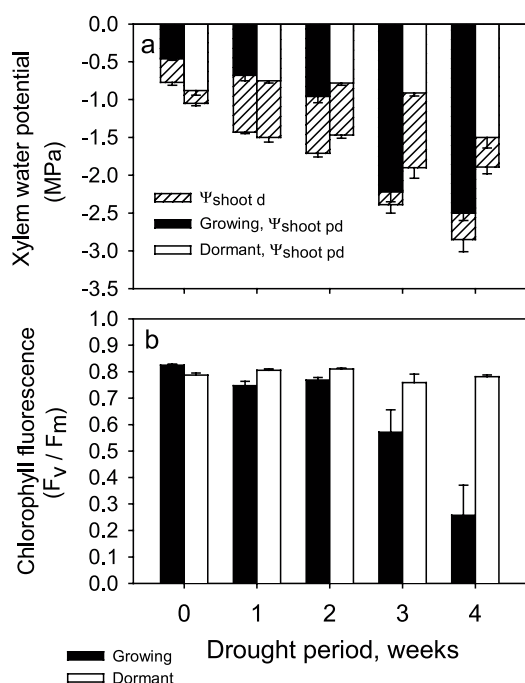 -0.0
-0.5
-1.0
-1.5
-2.0
-2.5
-3.0
-3.5
Xylem water potential
(MPa)
a
Ψshoot d
Growing, Ψshoot pd
Dormant, Ψshoot pd
1.0
0.9
0.8
0.7
0.6
0.5
0.4
0.3
0.2
0.1
0.0
Chlorophyll fluorescence
(Fv / Fm)
b
0 1 2 3 4
Drought period, weeks
Growing
Dormant